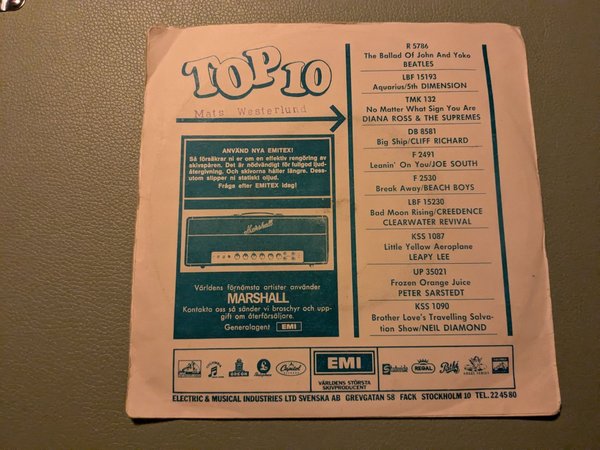 TOP 10
Mats Westerlund
ANVÄND NYA EMITEX!
Så försäkrar ni er om en effektiv rengöring av
skivspåren. Det är nödvändigt för fullgod ljud-
återgivning. Och skivorna håller längre. Dess-
utom slipper ni statiskt oljud.
Fråga efter EMITEX idag!
Marshall
Världens förnämsta artister använder
MARSHALL
Kontakta oss så sänder vi broschyr och upp-
gift om återförsäljare.
Generalagent EMI
R 5786
The Ballad Of John And Yoko
BEATLES
LBF 15193
Aquarius/5th DIMENSION
TMK 132
No Matter What Sign You Are
DIANA ROSS & THE SUPREMES
DB 8581
Big Ship/CLIFF RICHARD
F 2491
Leanin' On You/JOE SOUTH
F 2530
Break Away/BEACH BOYS
LBF 15230
Bad Moon Rising/CREEDENCE
CLEARWATER REVIVAL
KSS 1087
Little Yellow Aeroplane
LEAPY LEE
UP 35021
Frozen Orange Juice
PETER SARSTEDT
KSS 1090
Brother Love's Travelling Salva-
tion Show/NEIL DIAMOND
COLUMBIA ODEON Parlophone Capitol EMI Stateside REGAL Pathé
VÄRLDENS STÖRSTA
SKIVPRODUCENT
ELECTRIC & MUSICAL INDUSTRIES LTD SVENSKA AB GREVGATAN 58 FACK STOCKHOLM 10 TEL. 22 45 80